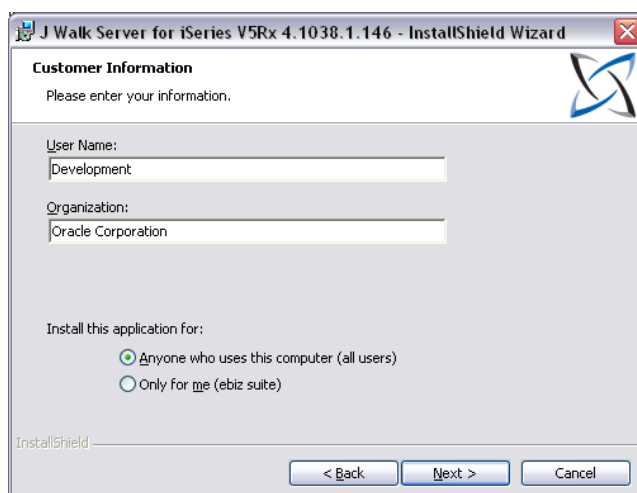 J Walk Server for iSeries V5Rx 4.1038.1.146 - InstallShield Wizard
Customer Information
Please enter your information.
User Name:
Development
Organization:
Oracle Corporation
Install this application for:
Anyone who uses this computer (all users)
Only for me (ebiz suite)
InstallShield
< Back
Next >
Cancel